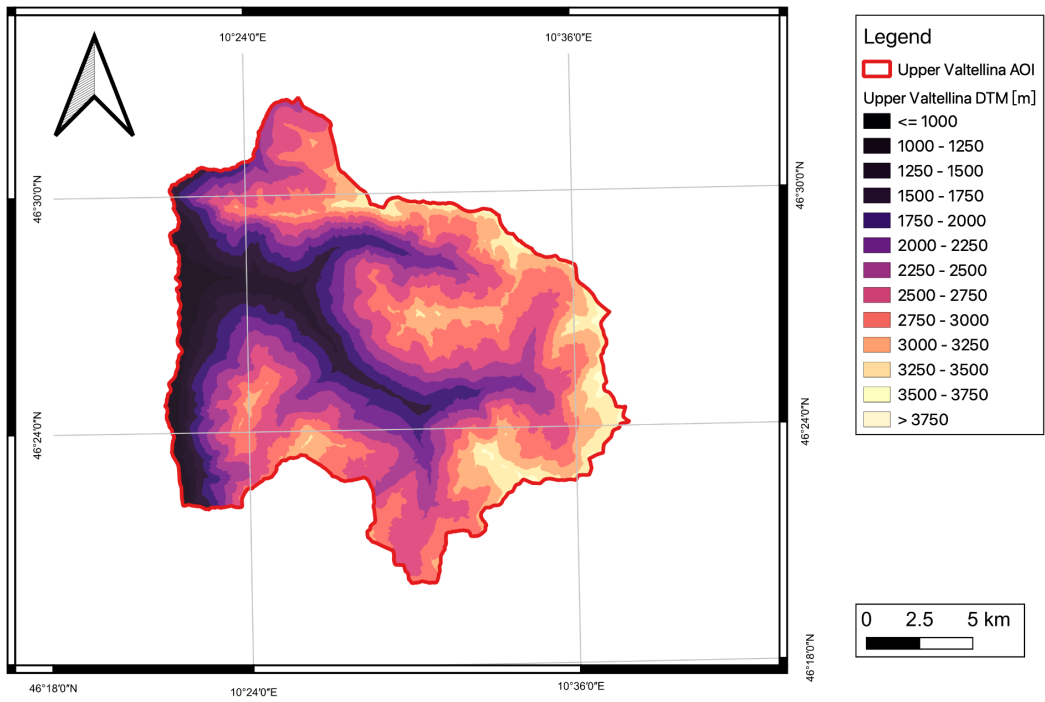 10°24'0"E 10°36'0"E
46°30'0"N 46°30'0"N
46°24'0"N 46°24'0"N
46°18'0"N 46°18'0"N
10°24'0"E 10°36'0"E
Legend
Upper Valtellina AOI
Upper Valtellina DTM [m]
<= 1000
1000 - 1250
1250 - 1500
1500 - 1750
1750 - 2000
2000 - 2250
2250 - 2500
2500 - 2750
2750 - 3000
3000 - 3250
3250 - 3500
3500 - 3750
> 3750
0 2.5 5 km